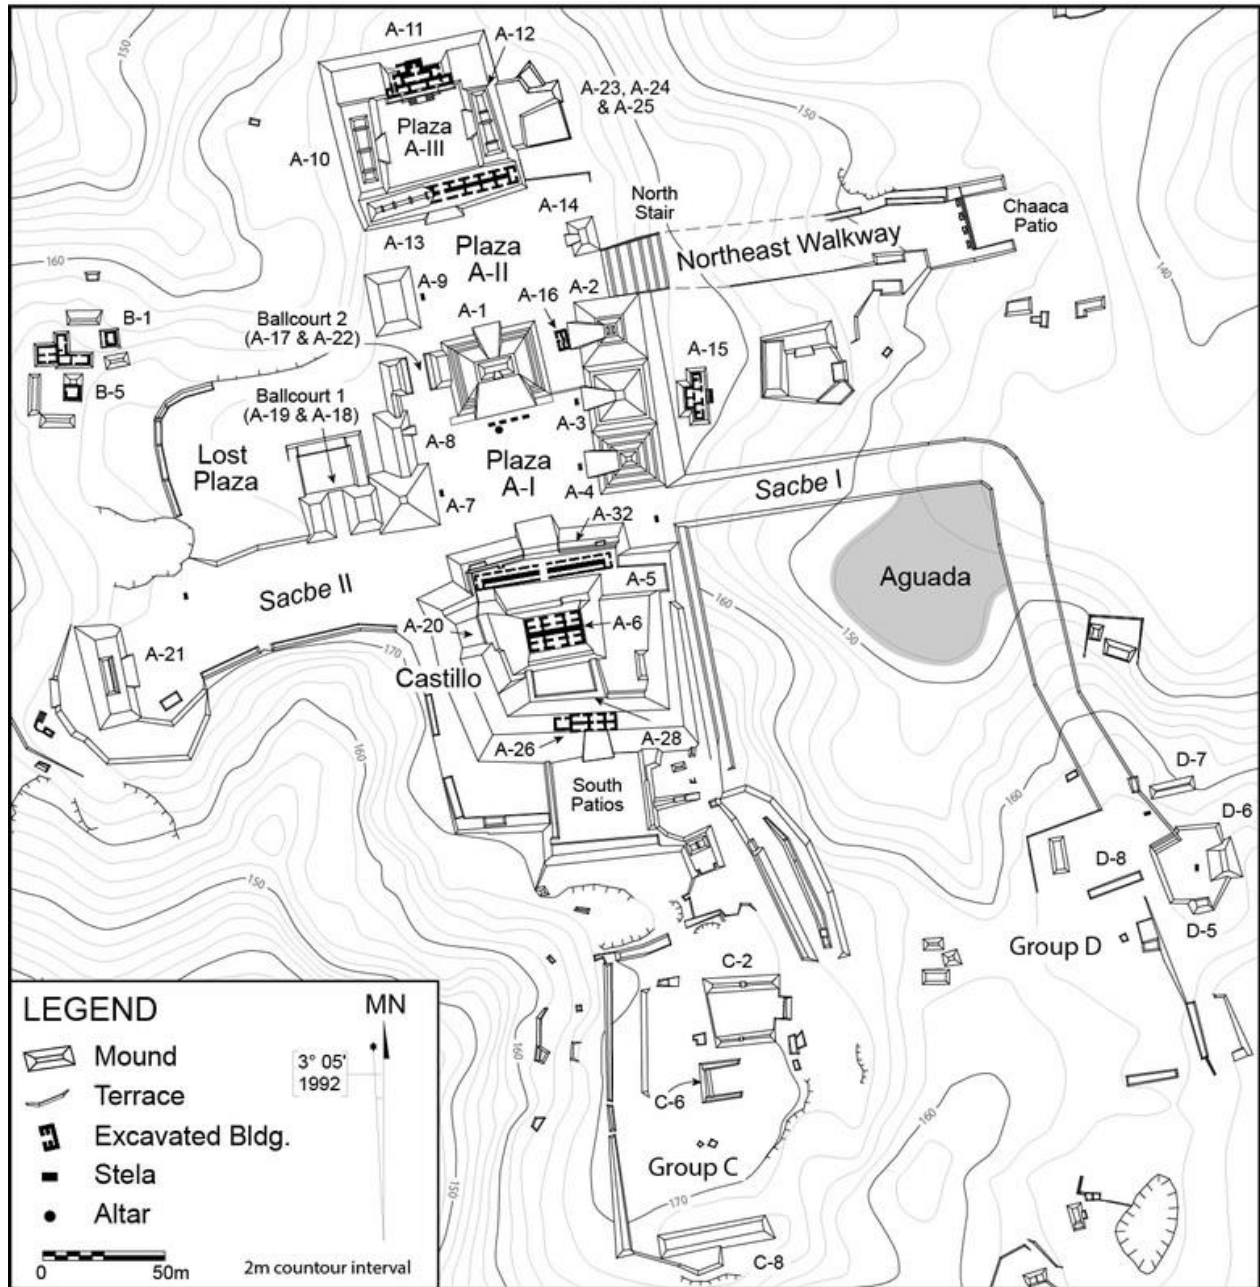 A-11
A-12
150
A-23, A-24
& A-25
150
Plaza
A-III
A-10
A-14
North
Stair
Chaaca
Patio
Northeast Walkway
A-13
Plaza
A-II
160
140
A-9
A-2
A-16
A-1
B-1
Ballcourt 2
(A-17 & A-22)
A-15
B-5
Ballcourt 1
(A-19 & A-18)
A-3
A-8
Lost
Plaza
Plaza
A-I
Sacbe I
A-4
A-7
A-32
Aguada
A-5
Sacbe II
160
A-20
A-6
150
A-21
170
Castillo
A-26
A-28
160
D-7
South
Patios
160
D-6
D-8
150
D-5
Group D
C-2
LEGEND
MN
Mound
3° 05'
1992
160
Terrace
C-6
160
Excavated Bldg.
Group C
Stela
150
170
Altar
0
50m
2m countour interval
C-8